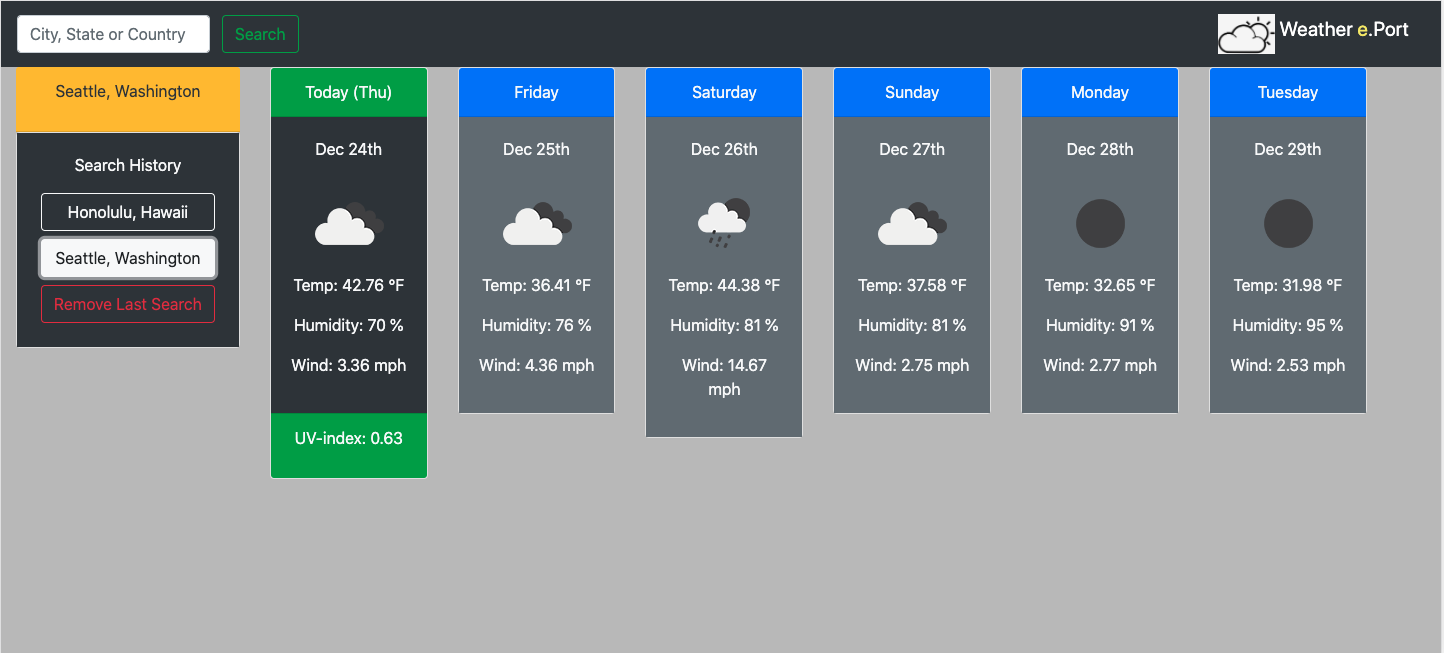 City, State or Country
Search
Weather e.Port
Seattle, Washington
Search History
Honolulu, Hawaii
Seattle, Washington
Remove Last Search
Today (Thu)
Dec 24th
Temp: 42.76 °F
Humidity: 70 %
Wind: 3.36 mph
UV-index: 0.63
Friday
Dec 25th
Temp: 36.41 °F
Humidity: 76 %
Wind: 4.36 mph
Saturday
Dec 26th
Temp: 44.38 °F
Humidity: 81 %
Wind: 14.67
mph
Sunday
Dec 27th
Temp: 37.58 °F
Humidity: 81 %
Wind: 2.75 mph
Monday
Dec 28th
Temp: 32.65 °F
Humidity: 91 %
Wind: 2.77 mph
Tuesday
Dec 29th
Temp: 31.98 °F
Humidity: 95 %
Wind: 2.53 mph